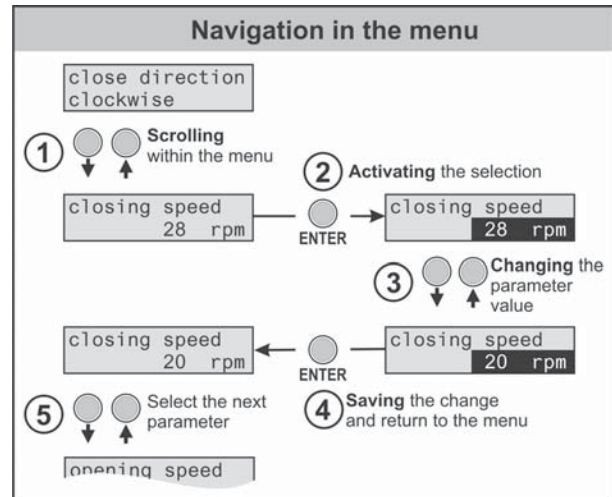 Navigation in the menu
close direction
clockwise
1
Scrolling
within the menu
2
Activating the selection
closing speed
28 rpm
ENTER
closing speed
28 rpm
3
Changing the
parameter
value
closing speed
20 rpm
ENTER
closing speed
20 rpm
4
Saving the change
and return to the menu
5
Select the next
parameter
opening speed